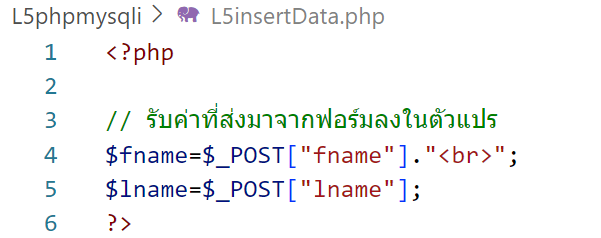 L5phpmysqli > L5insertData.php
1 <?php
2
3 // รับค่าที่ส่งมาจากฟอร์มลงในตัวแปร
4 $fname=$_POST["fname"]."<br>";
5 $lname=$_POST["lname"];
6 ?>